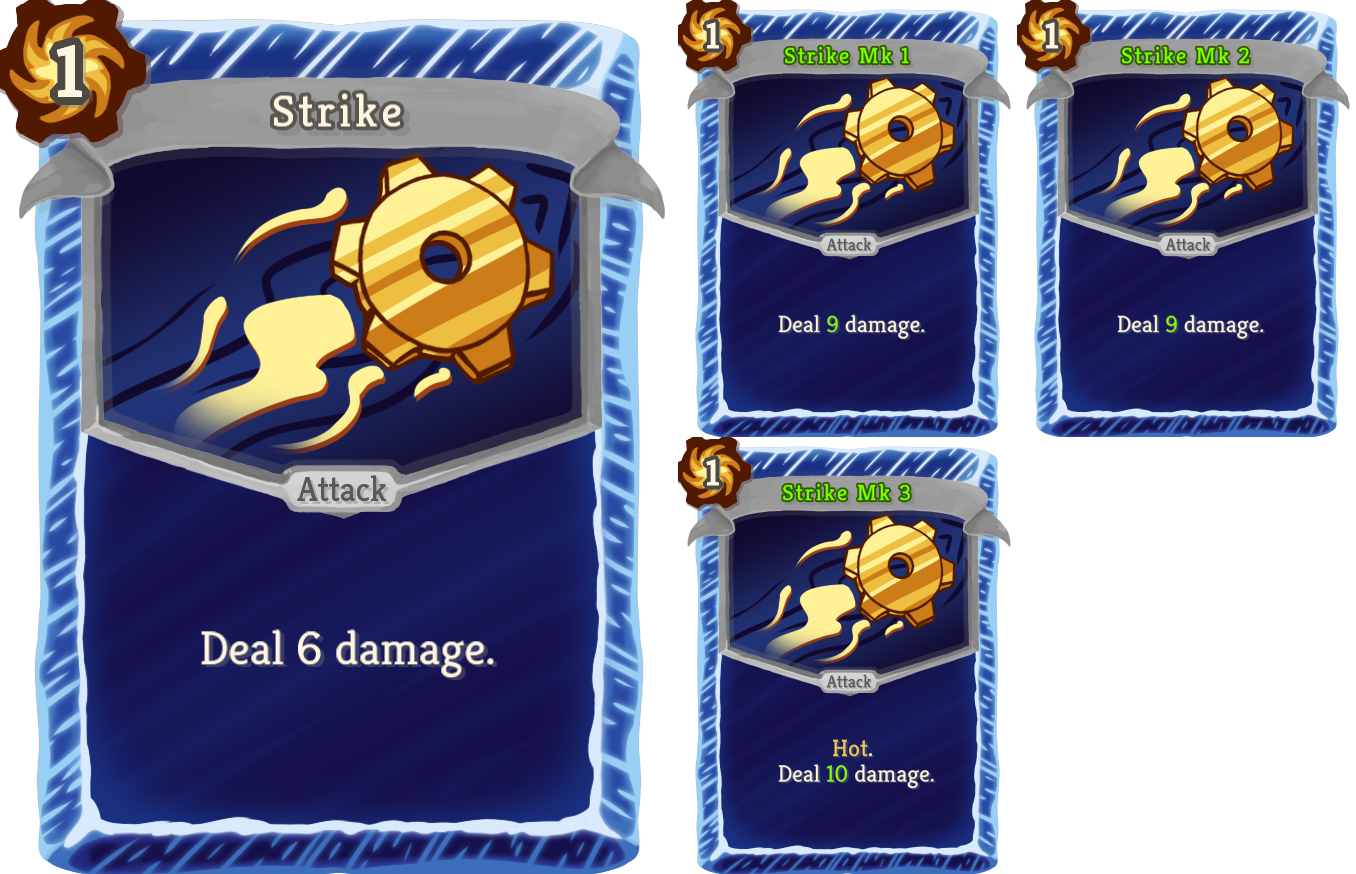 1
Strike
Attack
Deal 6 damage.
1
Strike Mk 1
Attack
Deal 9 damage.
1
Strike Mk 2
Attack
Deal 9 damage.
1
Strike Mk 3
Attack
Hot.
Deal 10 damage.